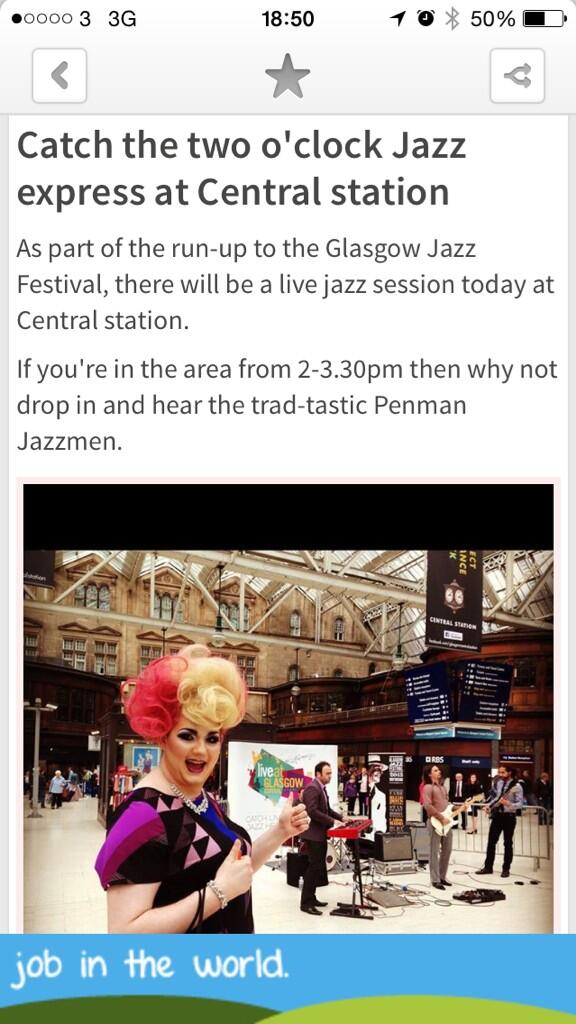 3 3G 18:50 50%
Catch the two o'clock Jazz
express at Central station
As part of the run-up to the Glasgow Jazz
Festival, there will be a live jazz session today at
Central station.
If you're in the area from 2-3.30pm then why not
drop in and hear the trad-tastic Penman
Jazzmen.
CENTRAL STATION
RBS
live at
GLASGOW
CATCH LIVE
job in the world.